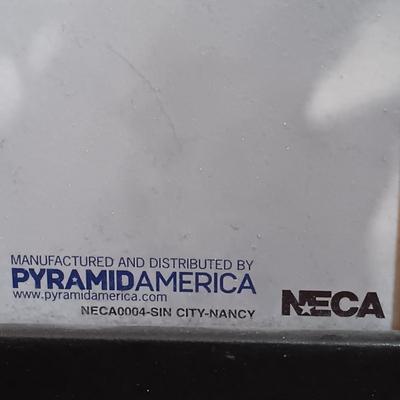 MANUFACTURED AND DISTRIBUTED BY
PYRAMIDAMERICA
www.pyramidamerica.com
NECA0004-SIN CITY-NANCY
NECA